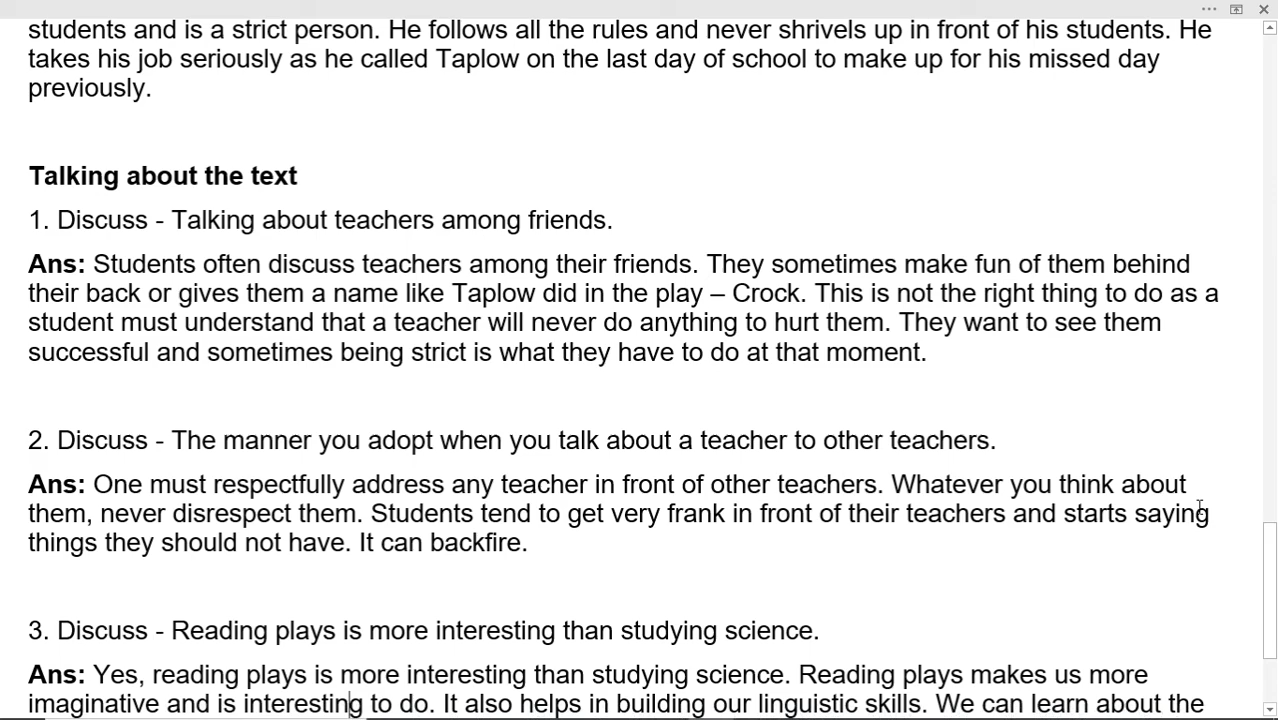 students and is a strict person. He follows all the rules and never shrivels up in front of his students. He
takes his job seriously as he called Taplow on the last day of school to make up for his missed day
previously.
Talking about the text
1. Discuss - Talking about teachers among friends.
Ans: Students often discuss teachers among their friends. They sometimes make fun of them behind
their back or gives them a name like Taplow did in the play – Crock. This is not the right thing to do as a
student must understand that a teacher will never do anything to hurt them. They want to see them
successful and sometimes being strict is what they have to do at that moment.
2. Discuss - The manner you adopt when you talk about a teacher to other teachers.
Ans: One must respectfully address any teacher in front of other teachers. Whatever you think about
them, never disrespect them. Students tend to get very frank in front of their teachers and starts saying
things they should not have. It can backfire.
3. Discuss - Reading plays is more interesting than studying science.
Ans: Yes, reading plays is more interesting than studying science. Reading plays makes us more
imaginative and is interesting to do. It also helps in building our linguistic skills. We can learn about the